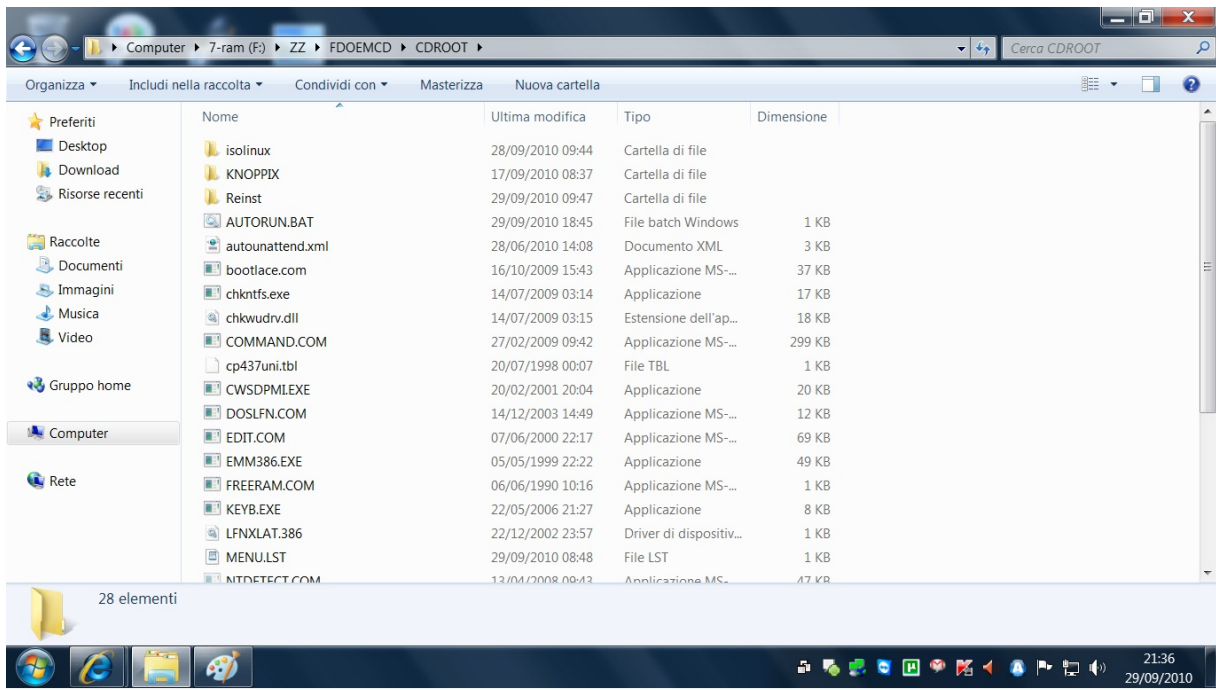 Computer 7-ram (F:) ZZ FDOEMCD CDROOT Cerca CDROOT
Organizza Includi nella raccolta Condividi con Masterizza Nuova cartella
Preferiti
Desktop
Download
Risorse recenti
Raccolte
Documenti
Immagini
Musica
Video
Gruppo home
Computer
Rete
Nome Ultima modifica Tipo Dimensione
isolinux 28/09/2010 09:44 Cartella di file
KNOPPIX 17/09/2010 08:37 Cartella di file
Reinst 29/09/2010 09:47 Cartella di file
AUTORUN.BAT 29/09/2010 18:45 File batch Windows 1 KB
autounattend.xml 28/06/2010 14:08 Documento XML 3 KB
bootlace.com 16/10/2009 15:43 Applicazione MS-... 37 KB
chkntfs.exe 14/07/2009 03:14 Applicazione 17 KB
chkwudrv.dll 14/07/2009 03:15 Estensione dell'ap... 18 KB
COMMAND.COM 27/02/2009 09:42 Applicazione MS-... 299 KB
cp437uni.tbl 20/07/1998 00:07 File TBL 1 KB
CWSDPMI.EXE 20/02/2001 20:04 Applicazione 20 KB
DOSLFN.COM 14/12/2003 14:49 Applicazione MS-... 12 KB
EDIT.COM 07/06/2000 22:17 Applicazione MS-... 69 KB
EMM386.EXE 05/05/1999 22:22 Applicazione 49 KB
FREERAM.COM 06/06/1990 10:16 Applicazione MS-... 1 KB
KEYB.EXE 22/05/2006 21:27 Applicazione 8 KB
LFNXLAT.386 22/12/2002 23:57 Driver di dispositiv... 1 KB
MENU.LST 29/09/2010 08:48 File LST 1 KB
NTDETECT.COM 13/04/2008 09:43 Applicazione MS- 47 KB
28 elementi
21:36
29/09/2010